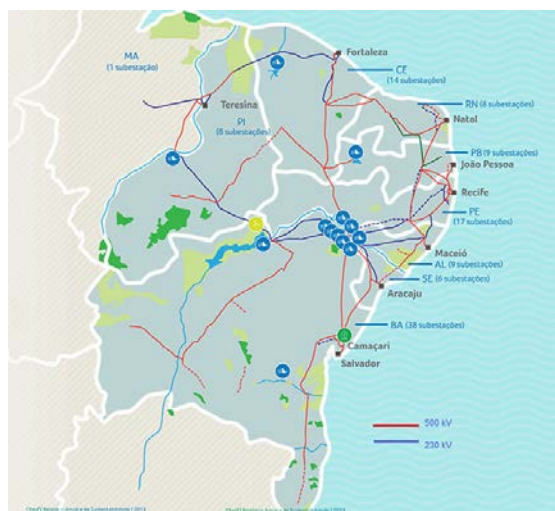 MA
(1 subestação)
Fortaleza
CE
(14 subestações)
Teresina
PI
(8 subestações)
RN (8 subestações)
Natal
PB (9 subestações)
João Pessoa
Recife
PE
(17 subestações)
Maceió
AL (9 subestações)
SE (6 subestações)
Aracaju
BA (38 subestações)
Camaçari
Salvador
500 kV
230 kV